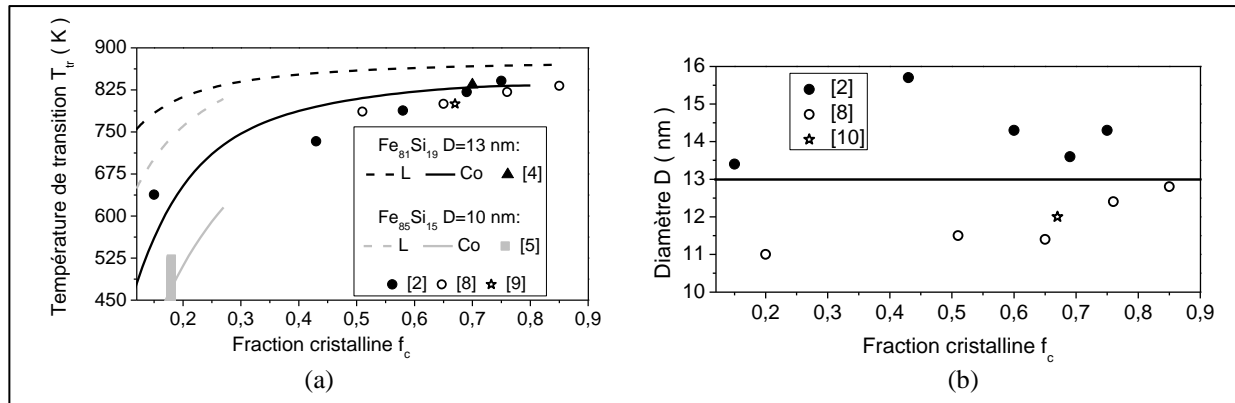 Température de transition T_tr ( K )
900
825
750
675
600
525
450
Fe81Si19 D=13 nm:
L Co [4]
Fe85Si15 D=10 nm:
L Co [5]
[2] [8] [9]
0,2 0,3 0,4 0,5 0,6 0,7 0,8 0,9
Fraction cristalline f_c
(a)
Diamètre D ( nm )
16
15
14
13
12
11
10
[2]
[8]
[10]
0,2 0,3 0,4 0,5 0,6 0,7 0,8 0,9
Fraction cristalline f_c
(b)